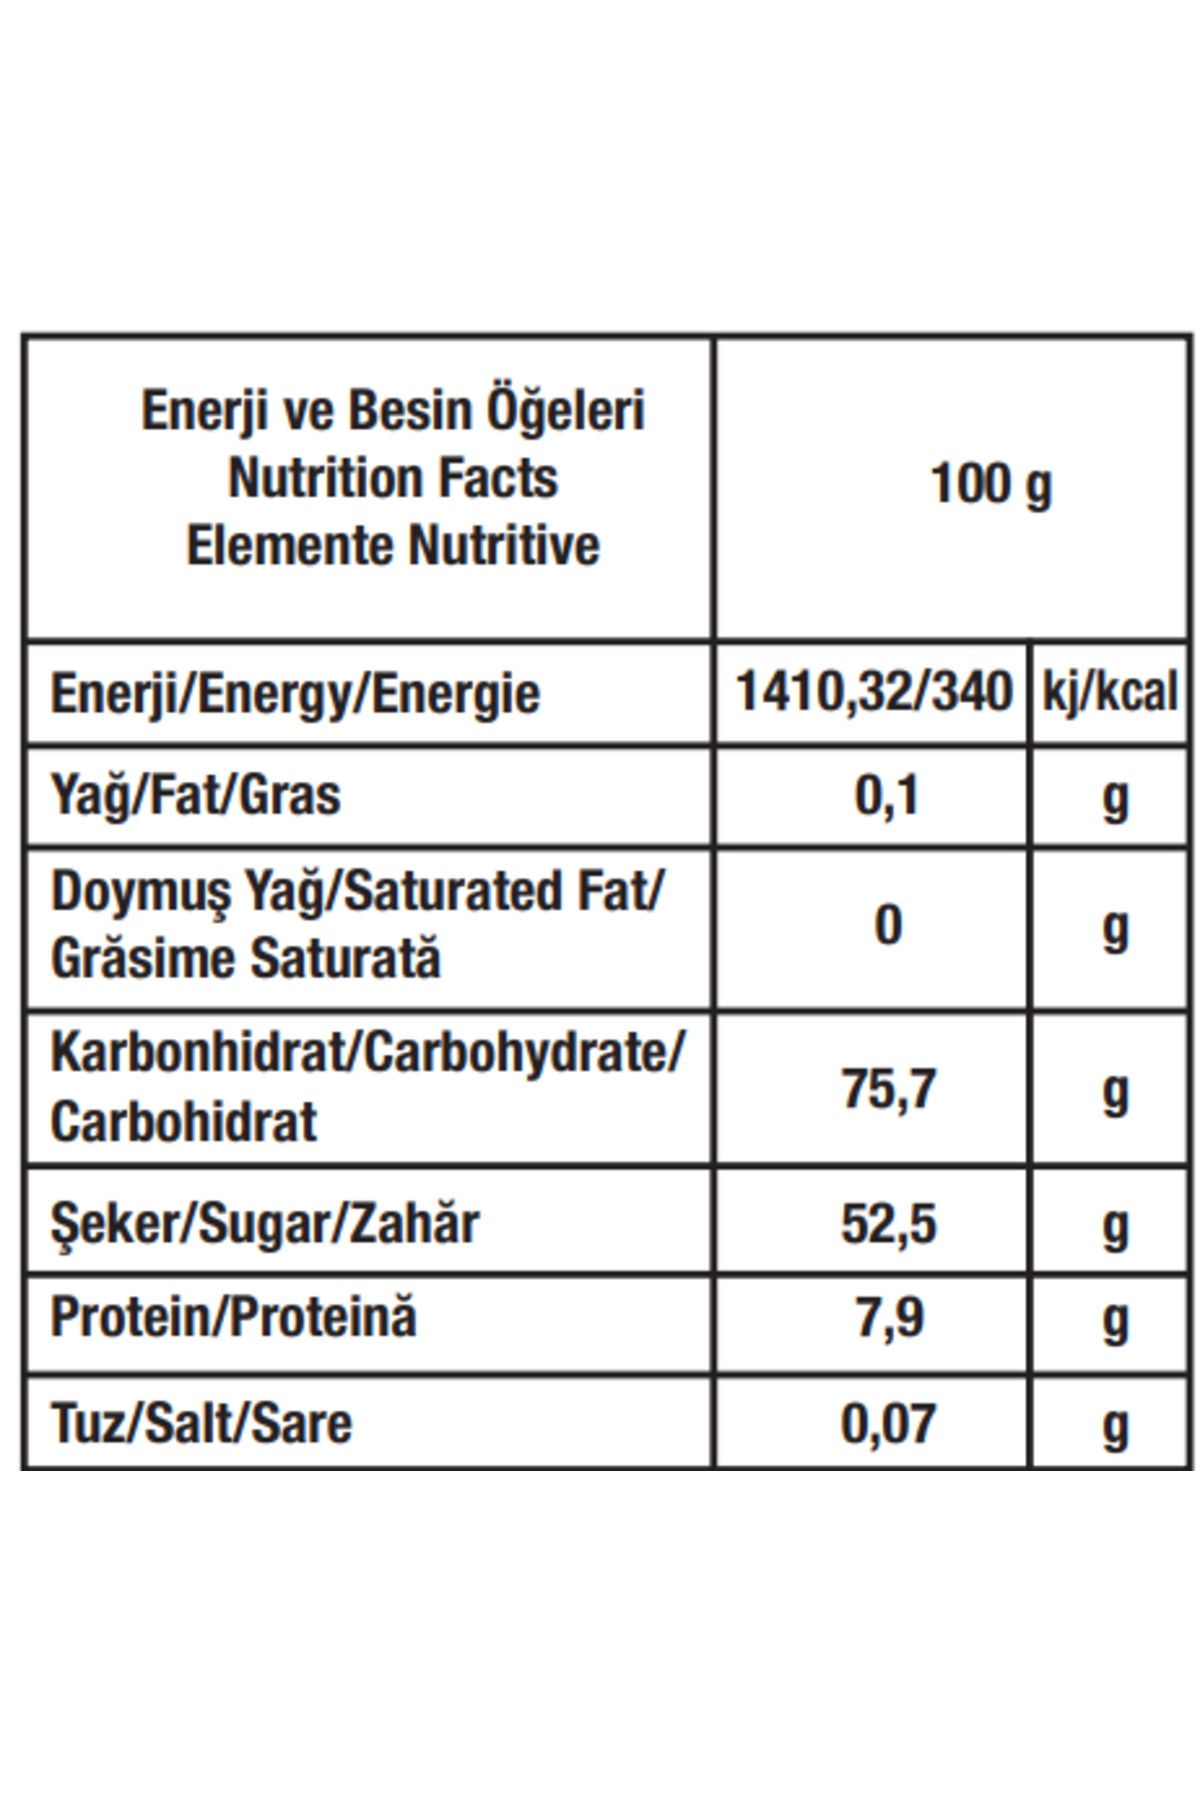 Enerji ve Besin Öğeleri
Nutrition Facts
Elemente Nutritive
100 g
Enerji/Energy/Energie 1410,32/340 kj/kcal
Yağ/Fat/Gras 0,1 g
Doymuş Yağ/Saturated Fat/
Grăsime Saturată 0 g
Karbonhidrat/Carbohydrate/
Carbohidrat 75,7 g
Şeker/Sugar/Zahăr 52,5 g
Protein/Proteină 7,9 g
Tuz/Salt/Sare 0,07 g